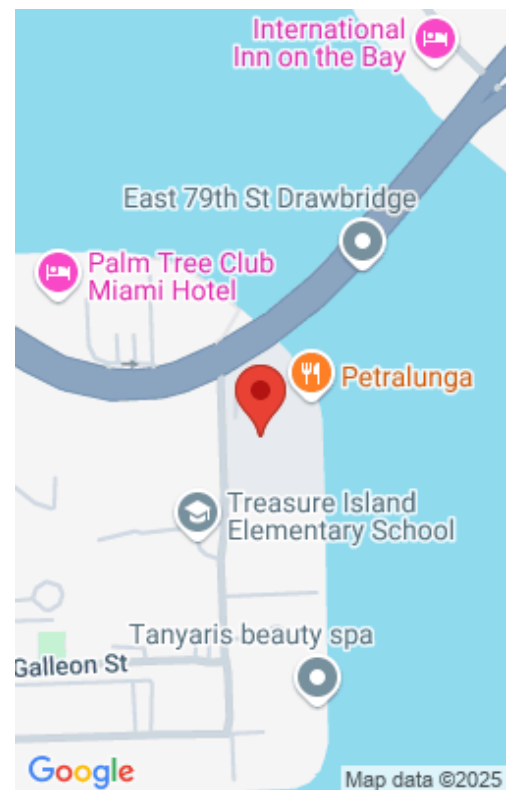 International
Inn on the Bay
East 79th St Drawbridge
Palm Tree Club
Miami Hotel
Petralunga
Treasure Island
Elementary School
Tanyaris beauty spa
Galleon St
Google
Map data ©2025